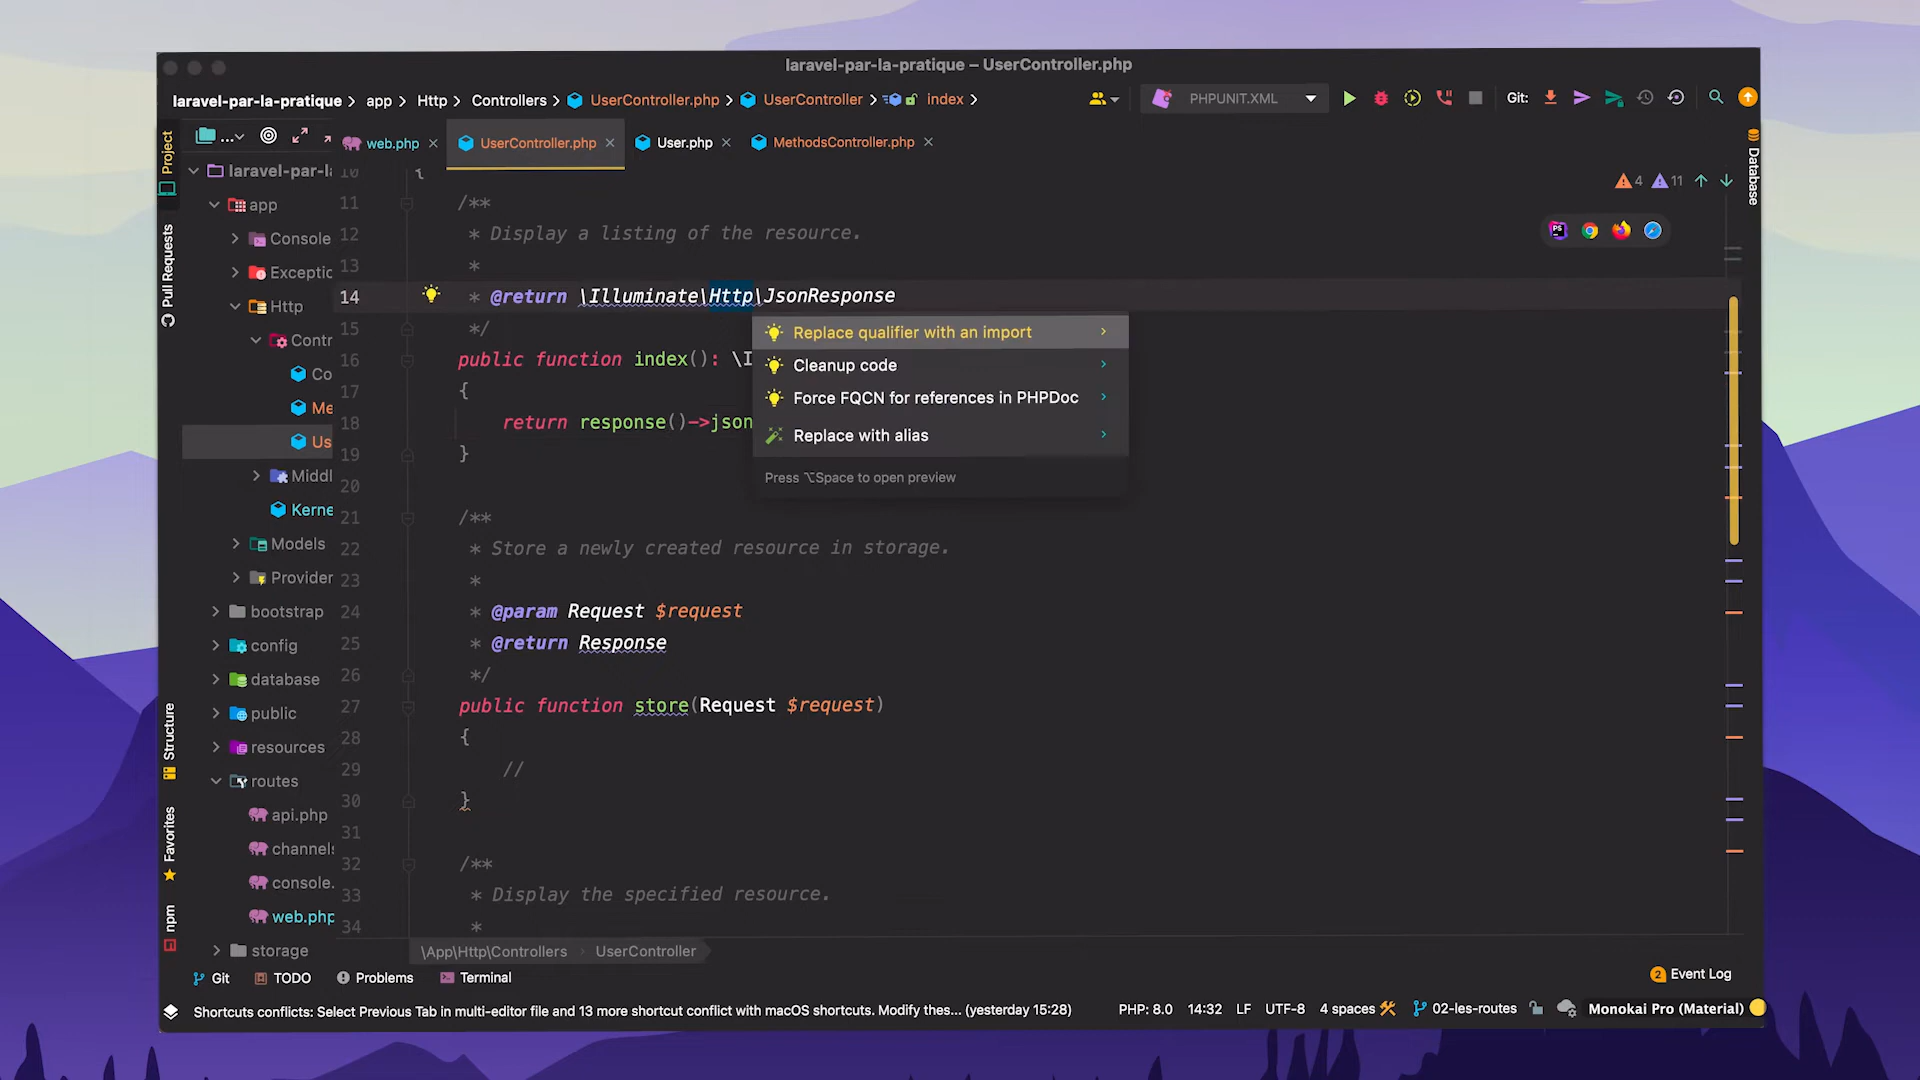 laravel-par-la-pratique – UserController.php
laravel-par-la-pratique > app > Http > Controllers > UserController.php > UserController > index >
PHPUNIT.XML
Git:
Project
Pull Requests
Structure
Favorites
npm
...
web.php
UserController.php
User.php
MethodsController.php
Database
4
11
PS
laravel-par-l
app
Console
Exceptic
Http
Contr
Co
Me
Us
Middl
Kerne
Models
Provider
bootstrap
config
database
public
resources
routes
api.php
channels
console.
web.php
storage
10 {
11 /**
12 * Display a listing of the resource.
13 *
14 * @return \Illuminate\Http\JsonResponse
15 */
16 public function index(): \I
17 {
18 return response()->json
19 }
20
21 /**
22 * Store a newly created resource in storage.
23 *
24 * @param Request $request
25 * @return Response
26 */
27 public function store(Request $request)
28 {
29 //
30 }
31
32 /**
33 * Display the specified resource.
34 *
Replace qualifier with an import
Cleanup code
Force FQCN for references in PHPDoc
Replace with alias
Press ⌥Space to open preview
\App\Http\Controllers > UserController
Git
TODO
Problems
Terminal
2 Event Log
Shortcuts conflicts: Select Previous Tab in multi-editor file and 13 more shortcut conflict with macOS shortcuts. Modify thes... (yesterday 15:28)
PHP: 8.0
14:32
LF
UTF-8
4 spaces
02-les-routes
Monokai Pro (Material)